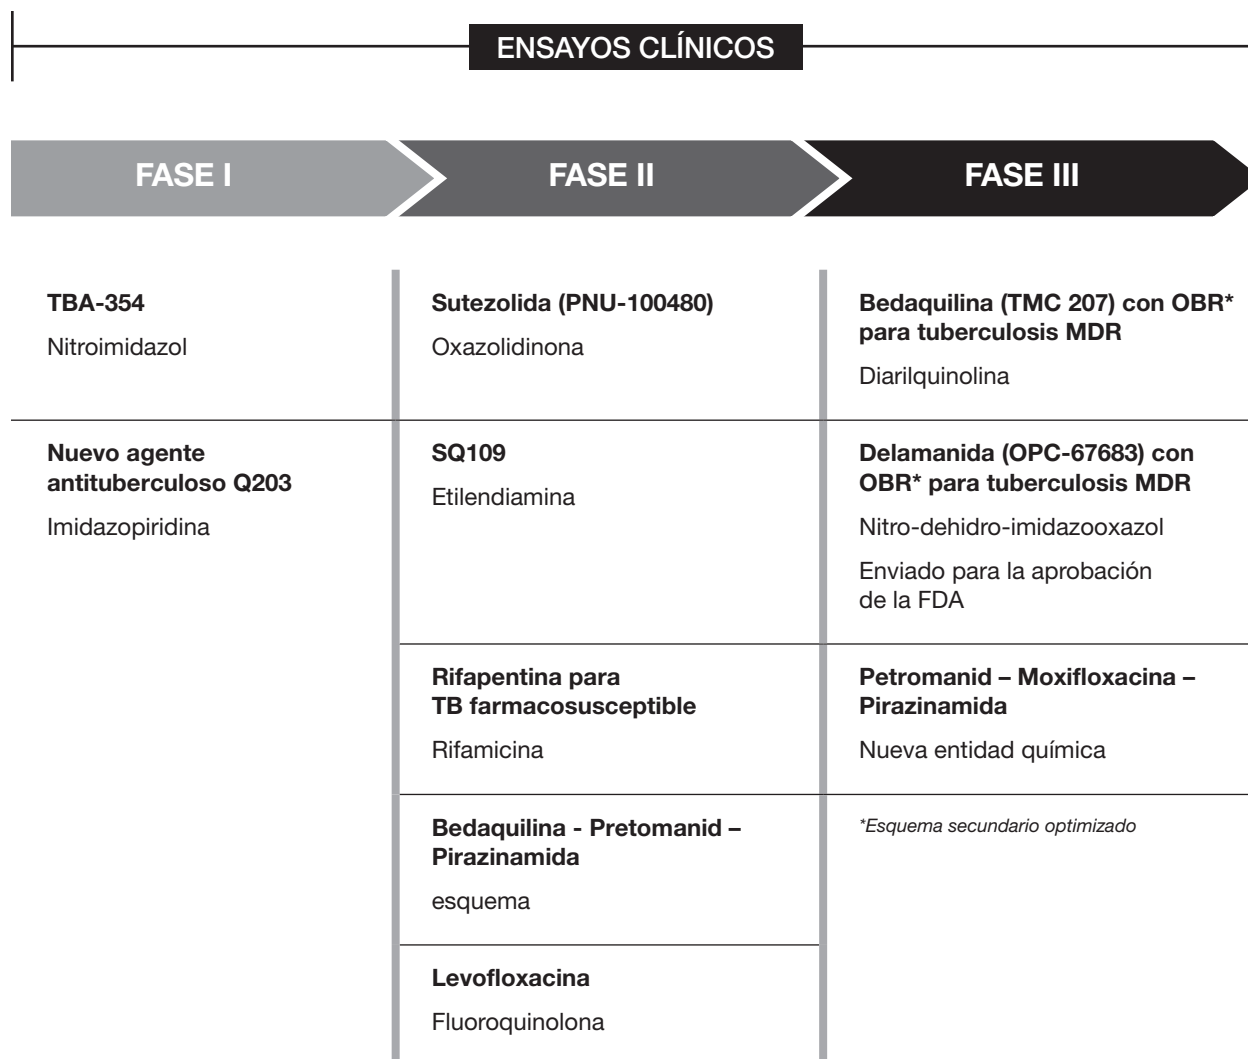 ENSAYOS CLÍNICOS
FASE I
FASE II
FASE III
TBA-354
Nitroimidazol
Nuevo agente
antituberculoso Q203
Imidazopiridina
Sutezolida (PNU-100480)
Oxazolidinona
SQ109
Etilendiamina
Rifapentina para
TB farmacosusceptible
Rifamicina
Bedaquilina - Pretomanid –
Pirazinamida
esquema
Levofloxacina
Fluoroquinolona
Bedaquilina (TMC 207) con OBR*
para tuberculosis MDR
Diarilquinolina
Delamanida (OPC-67683) con
OBR* para tuberculosis MDR
Nitro-dehidro-imidazooxazol
Enviado para la aprobación
de la FDA
Petromanid – Moxifloxacina –
Pirazinamida
Nueva entidad química
*Esquema secundario optimizado